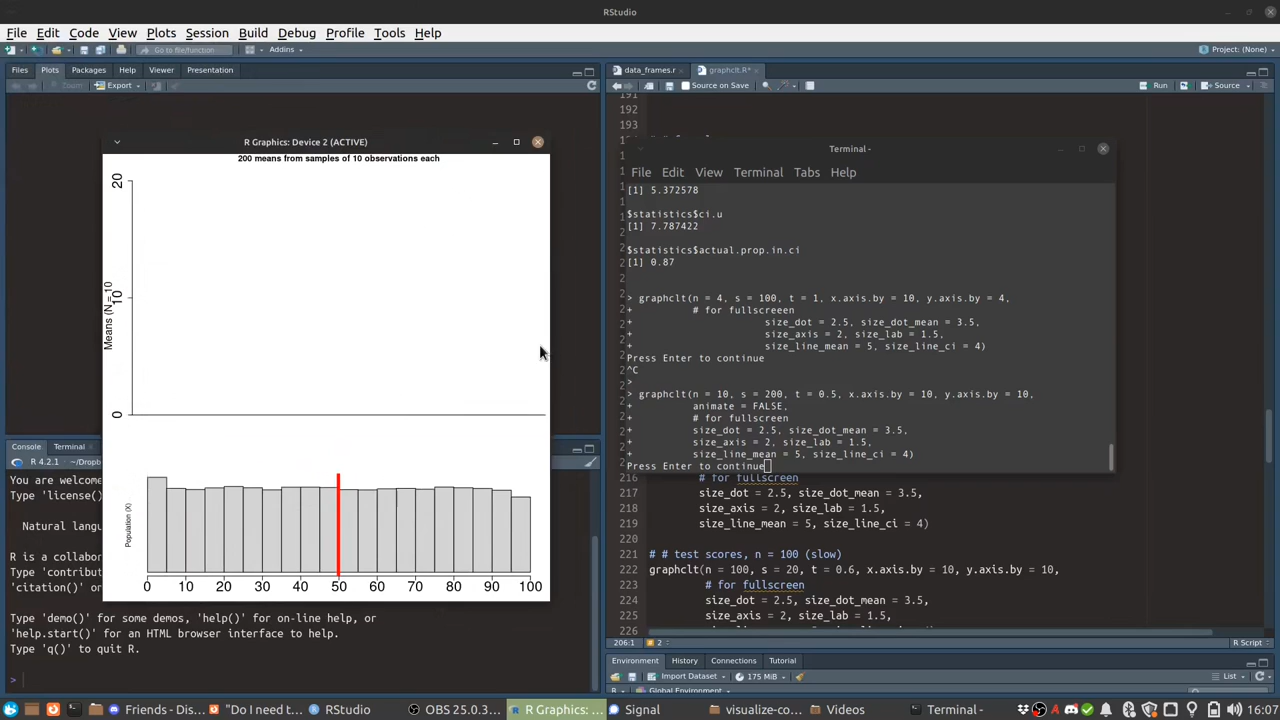 RStudio
File Edit Code View Plots Session Build Debug Profile Tools Help
Go to file/function Addins Project: (None)
Files Plots Packages Help Viewer Presentation
Zoom Export
data_frames.r graphclt.R*
Source on Save Run Source
191
192
193
R Graphics: Device 2 (ACTIVE)
200 means from samples of 10 observations each
20
10
0
Means (N = 10
Population (X)
0 10 20 30 40 50 60 70 80 90 100
Terminal -
File Edit View Terminal Tabs Help
[1] 5.372578
$statistics$ci.u
[1] 7.787422
$statistics$actual.prop.in.ci
[1] 0.87
> graphclt(n = 4, s = 100, t = 1, x.axis.by = 10, y.axis.by = 4,
+ # for fullscreeen
+ size_dot = 2.5, size_dot_mean = 3.5,
+ size_axis = 2, size_lab = 1.5,
+ size_line_mean = 5, size_line_ci = 4)
Press Enter to continue
^C
>
> graphclt(n = 10, s = 200, t = 0.5, x.axis.by = 10, y.axis.by = 10,
+ animate = FALSE,
+ # for fullscreen
+ size_dot = 2.5, size_dot_mean = 3.5,
+ size_axis = 2, size_lab = 1.5,
+ size_line_mean = 5, size_line_ci = 4)
Press Enter to continue
216 # for fullscreen
217 size_dot = 2.5, size_dot_mean = 3.5,
218 size_axis = 2, size_lab = 1.5,
219 size_line_mean = 5, size_line_ci = 4)
220
221 # # test scores, n = 100 (slow)
222 graphclt(n = 100, s = 20, t = 0.6, x.axis.by = 10, y.axis.by = 10,
223 # for fullscreen
224 size_dot = 2.5, size_dot_mean = 3.5,
225 size_axis = 2, size_lab = 1.5,
226
206:1 2 R Script
Console Terminal
R 4.2.1 ~/Dropb
You are welcome
Type 'license()
Natural langu
R is a collabor
Type 'contribut
'citation()' on
Type 'demo()' for some demos, 'help()' for on-line help, or
'help.start()' for an HTML browser interface to help.
Type 'q()' to quit R.
>
Environment History Connections Tutorial
Import Dataset 175 MiB List
R Global Environment
Friends - Dis... "Do I need t... RStudio OBS 25.0.3... R Graphics: ... Signal visualize-co... Videos Terminal - 16:07